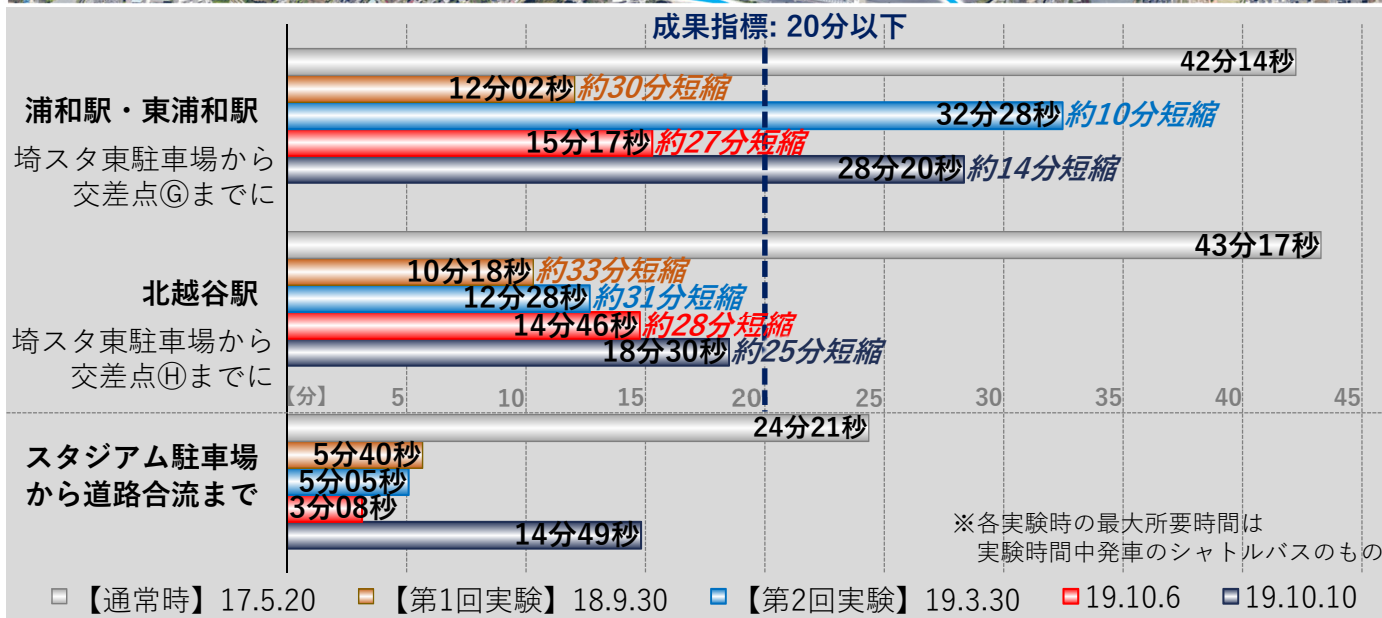 成果指標: 20分以下
42分14秒
12分02秒 約30分短縮
浦和駅・東浦和駅
32分28秒 約10分短縮
埼スタ東駐車場から
15分17秒 約27分短縮
交差点Ⓖまでに
28分20秒 約14分短縮
43分17秒
10分18秒 約33分短縮
北越谷駅
12分28秒 約31分短縮
埼スタ東駐車場から
14分46秒 約28分短縮
交差点Ⓗまでに
18分30秒 約25分短縮
【分】 5 10 15 20 25 30 35 40 45
24分21秒
スタジアム駐車場
5分40秒
から道路合流まで
5分05秒
3分08秒
14分49秒
※各実験時の最大所要時間は
実験時間中発車のシャトルバスのもの
【通常時】17.5.20 【第1回実験】18.9.30 【第2回実験】19.3.30 19.10.6 19.10.10